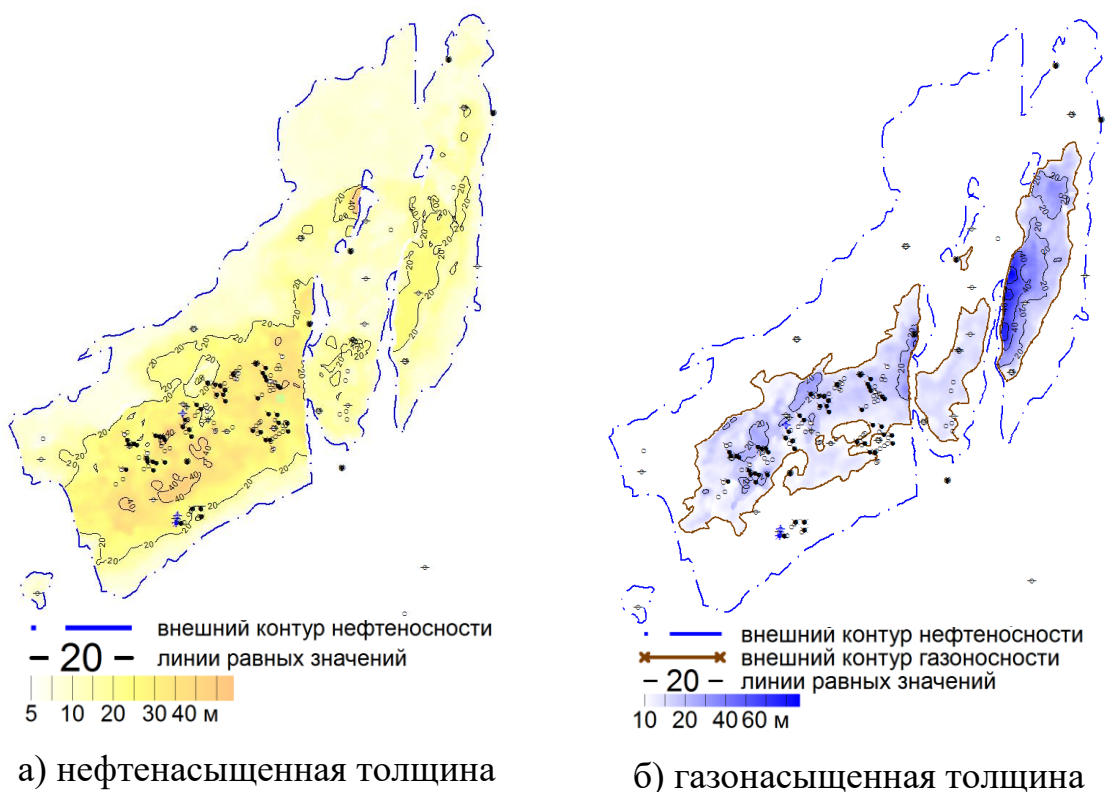 внешний контур нефтеносности
20 линии равных значений
5 10 20 30 40 м
а) нефтенасыщенная толщина
внешний контур нефтеносности
внешний контур газоносности
20 линии равных значений
10 20 40 60 м
б) газонасыщенная толщина